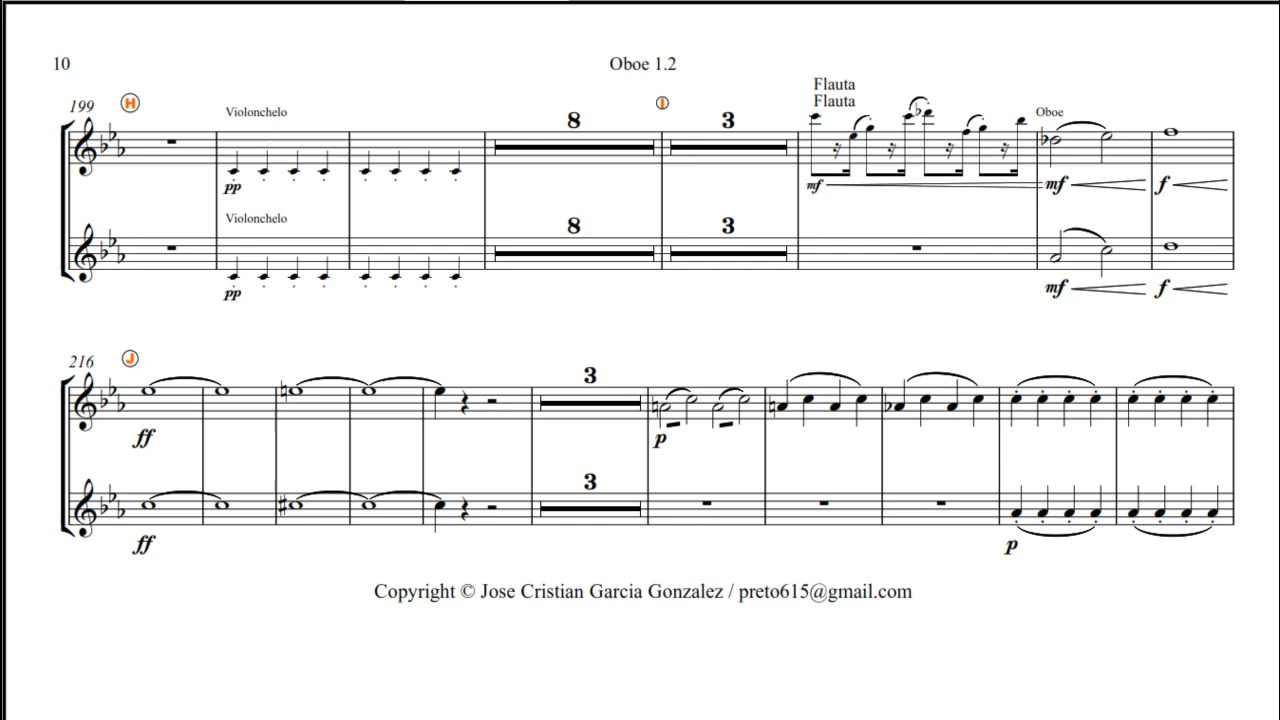 10
Oboe 1.2
199 H
Violonchelo
8
I
3
Flauta
Flauta
Oboe
pp
mf
mf
f
Violonchelo
8
3
pp
mf
f
216 J
3
ff
p
3
ff
p
Copyright © Jose Cristian Garcia Gonzalez / preto615@gmail.com